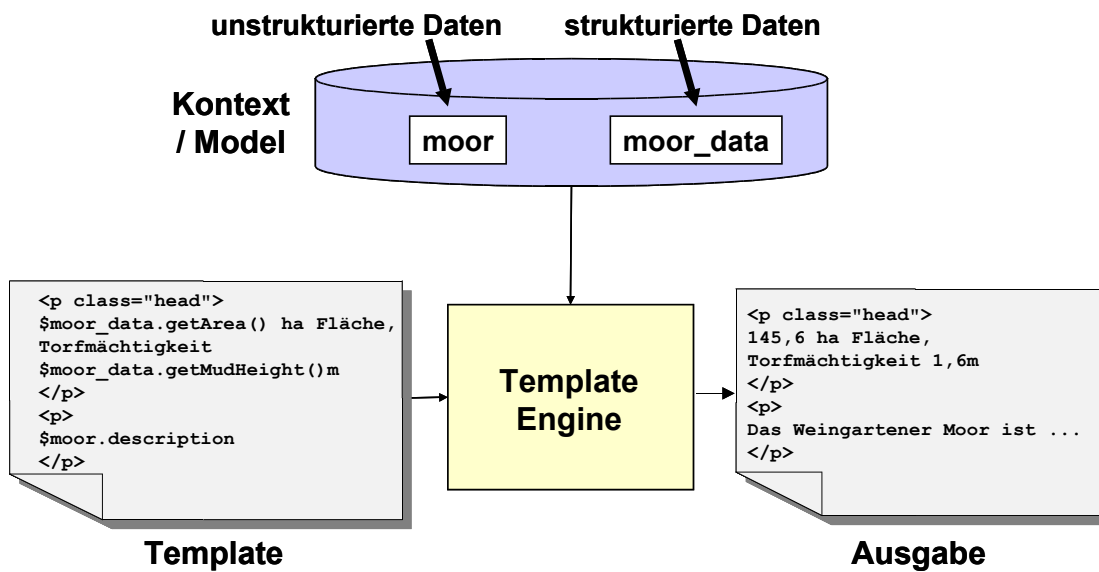 unstrukturierte Daten
strukturierte Daten
Kontext
/ Model
moor
moor_data
<p class="head">
$moor_data.getArea() ha Fläche,
Torfmächtigkeit
$moor_data.getMudHeight()m
</p>
<p>
$moor.description
</p>
Template
Engine
<p class="head">
145,6 ha Fläche,
Torfmächtigkeit 1,6m
</p>
<p>
Das Weingartener Moor ist ...
</p>
Template
Ausgabe